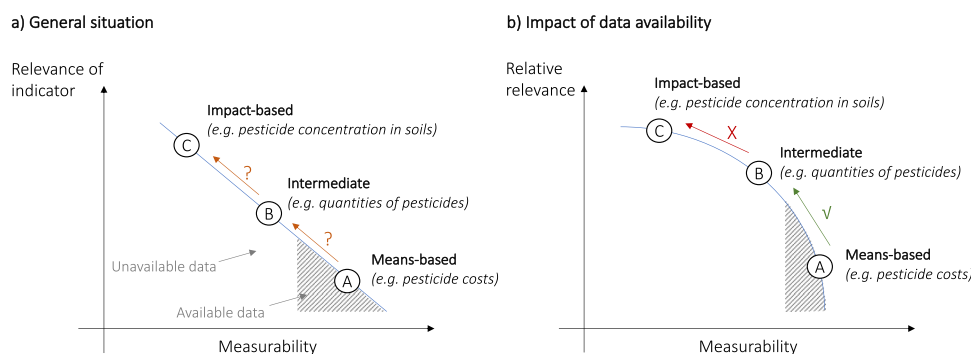 a) General situation
Relevance of
indicator
Impact-based
(e.g. pesticide concentration in soils)
C
?
Intermediate
(e.g. quantities of pesticides)
B
?
Unavailable data
Means-based
(e.g. pesticide costs)
A
Available data
Measurability
b) Impact of data availability
Relative
relevance
Impact-based
(e.g. pesticide concentration in soils)
C
X
Intermediate
(e.g. quantities of pesticides)
B
√
Means-based
(e.g. pesticide costs)
A
Measurability